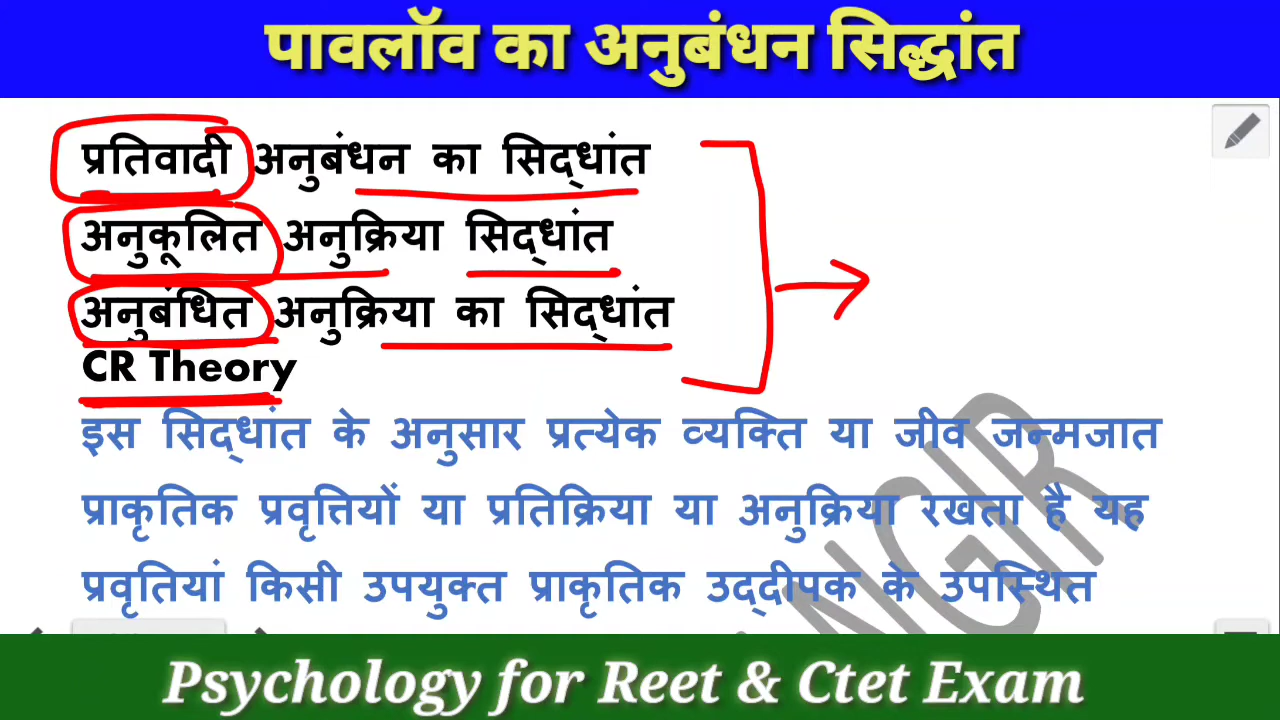 पावलॉव का अनुबंधन सिद्धांत
प्रतिवादी अनुबंधन का सिद्धांत
अनुकूलित अनुक्रिया सिद्धांत
अनुबंधित अनुक्रिया का सिद्धांत
CR Theory
इस सिद्धांत के अनुसार प्रत्येक व्यक्ति या जीव जन्मजात
प्राकृतिक प्रवृत्तियों या प्रतिक्रिया या अनुक्रिया रखता है यह
प्रवृतियां किसी उपयुक्त प्राकृतिक उद्दीपक के उपस्थित
Psychology for Reet & Ctet Exam